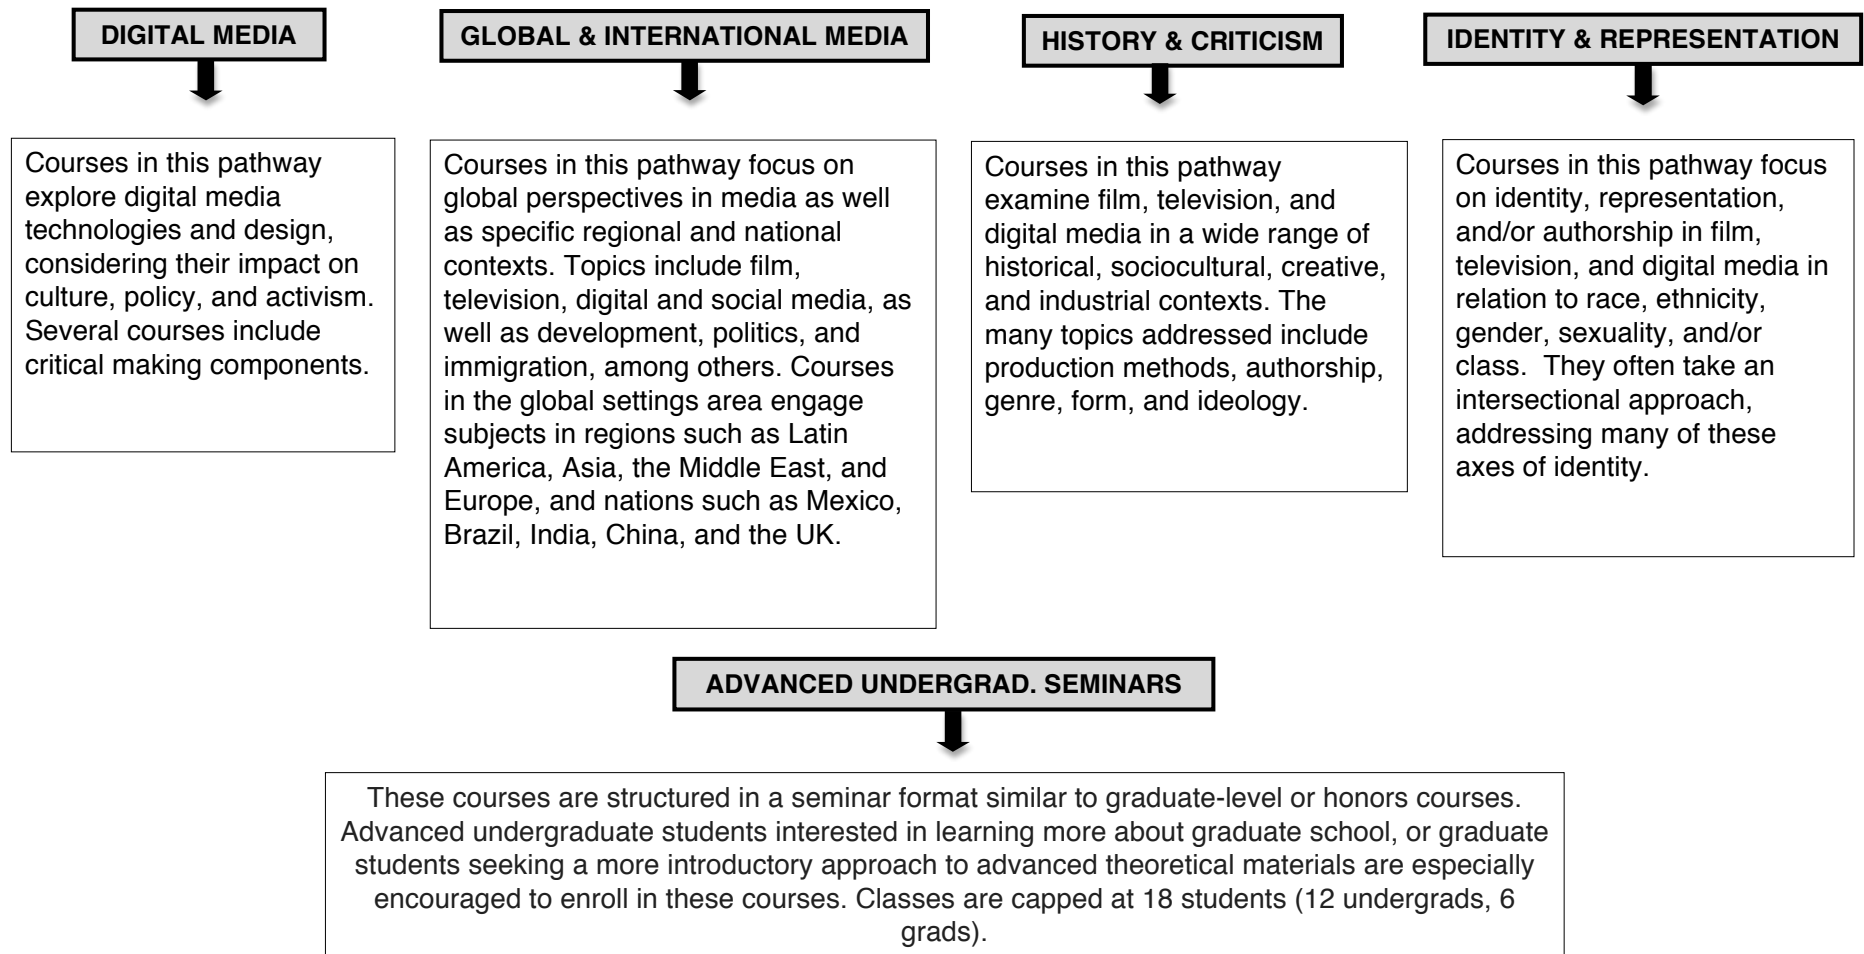 DIGITAL MEDIA
Courses in this pathway
explore digital media
technologies and design,
considering their impact on
culture, policy, and activism.
Several courses include
critical making components.
GLOBAL & INTERNATIONAL MEDIA
Courses in this pathway focus on
global perspectives in media as well
as specific regional and national
contexts. Topics include film,
television, digital and social media, as
well as development, politics, and
immigration, among others. Courses
in the global settings area engage
subjects in regions such as Latin
America, Asia, the Middle East, and
Europe, and nations such as Mexico,
Brazil, India, China, and the UK.
HISTORY & CRITICISM
Courses in this pathway
examine film, television, and
digital media in a wide range of
historical, sociocultural, creative,
and industrial contexts. The
many topics addressed include
production methods, authorship,
genre, form, and ideology.
IDENTITY & REPRESENTATION
Courses in this pathway focus
on identity, representation,
and/or authorship in film,
television, and digital media in
relation to race, ethnicity,
gender, sexuality, and/or
class.  They often take an
intersectional approach,
addressing many of these
axes of identity.
ADVANCED UNDERGRAD. SEMINARS
These courses are structured in a seminar format similar to graduate-level or honors courses.
Advanced undergraduate students interested in learning more about graduate school, or graduate
students seeking a more introductory approach to advanced theoretical materials are especially
encouraged to enroll in these courses. Classes are capped at 18 students (12 undergrads, 6
grads).